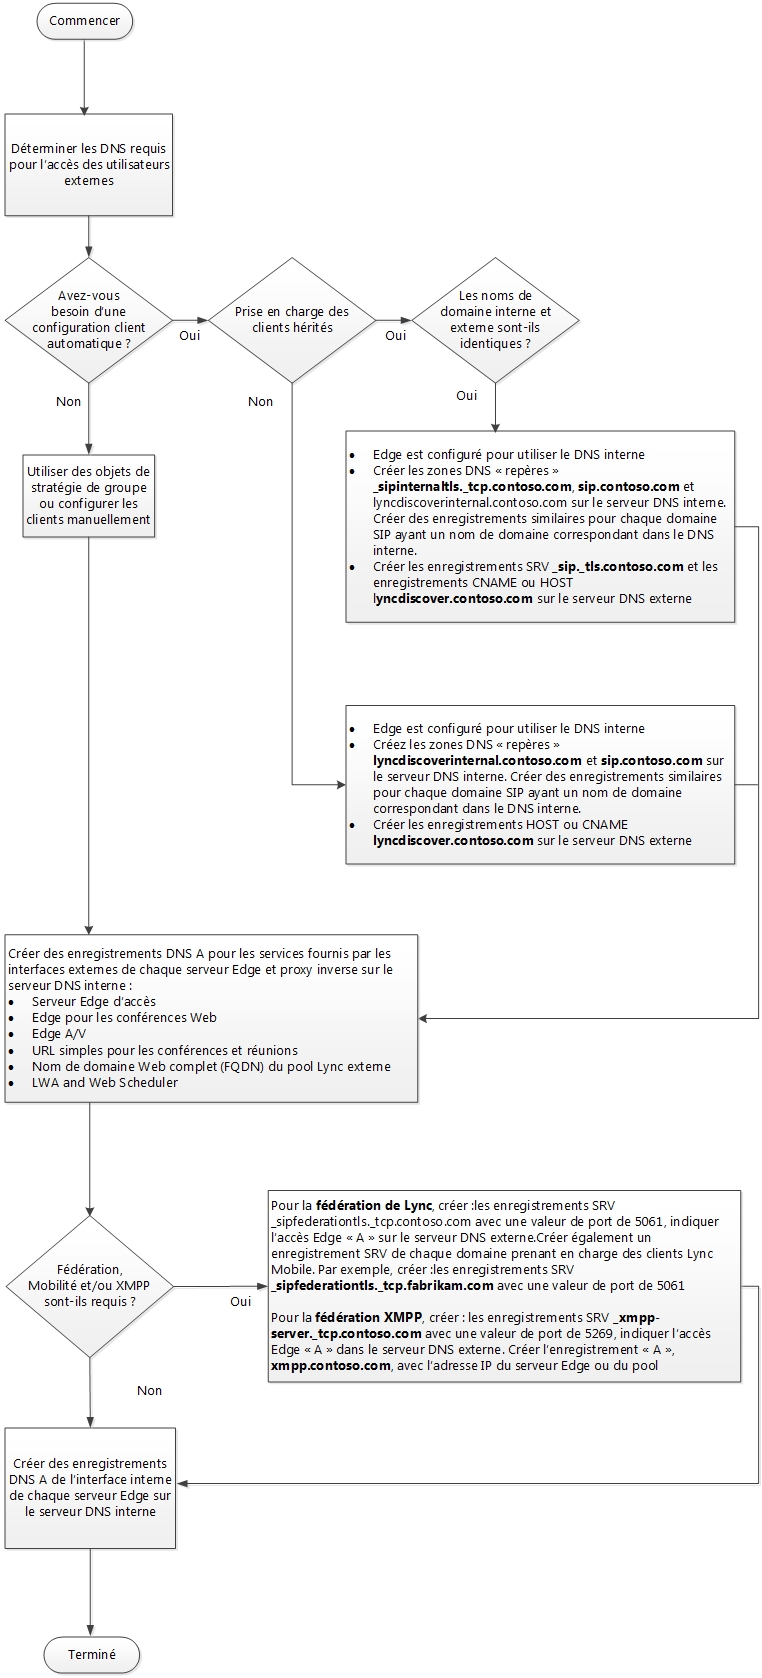 Commencer
Déterminer les DNS requis
pour l'accès des utilisateurs
externes
Avez-vous
besoin d'une
configuration client
automatique ?
Oui
Prise en charge des
clients hérités
Oui
Les noms de
domaine interne et
externe sont-ils
identiques ?
Non
Non
Oui
Utiliser des objets de
stratégie de groupe
ou configurer les
clients manuellement
• Edge est configuré pour utiliser le DNS interne
• Créer les zones DNS « repères »
_sipinternaltls._tcp.contoso.com, sip.contoso.com et
lyncdiscoverinternal.contoso.com sur le serveur DNS interne.
Créer des enregistrements similaires pour chaque domaine
SIP ayant un nom de domaine correspondant dans le DNS
interne.
• Créer les enregistrements SRV _sip._tls.contoso.com et les
enregistrements CNAME ou HOST
lyncdiscover.contoso.com sur le serveur DNS externe
• Edge est configuré pour utiliser le DNS interne
• Créez les zones DNS « repères »
lyncdiscoverinternal.contoso.com et sip.contoso.com sur
le serveur DNS interne. Créer des enregistrements similaires
pour chaque domaine SIP ayant un nom de domaine
correspondant dans le DNS interne.
• Créer les enregistrements HOST ou CNAME
lyncdiscover.contoso.com sur le serveur DNS externe
Créer des enregistrements DNS A pour les services fournis par les
interfaces externes de chaque serveur Edge et proxy inverse sur le
serveur DNS interne :
• Serveur Edge d'accès
• Edge pour les conférences Web
• Edge A/V
• URL simples pour les conférences et réunions
• Nom de domaine Web complet (FQDN) du pool Lync externe
• LWA and Web Scheduler
Fédération,
Mobilité et/ou XMPP
sont-ils requis ?
Oui
Non
Pour la fédération de Lync, créer :les enregistrements SRV
_sipfederationtls._tcp.contoso.com avec une valeur de port de 5061, indiquer
l'accès Edge « A » sur le serveur DNS externe.Créer également un
enregistrement SRV de chaque domaine prenant en charge des clients Lync
Mobile. Par exemple, créer :les enregistrements SRV
_sipfederationtls._tcp.fabrikam.com avec une valeur de port de 5061
Pour la fédération XMPP, créer : les enregistrements SRV _xmpp-
server._tcp.contoso.com avec une valeur de port de 5269, indiquer l'accès
Edge « A » dans le serveur DNS externe. Créer l'enregistrement « A »,
xmpp.contoso.com, avec l'adresse IP du serveur Edge ou du pool
Créer des enregistrements
DNS A de l'interface interne
de chaque serveur Edge sur
le serveur DNS interne
Terminé